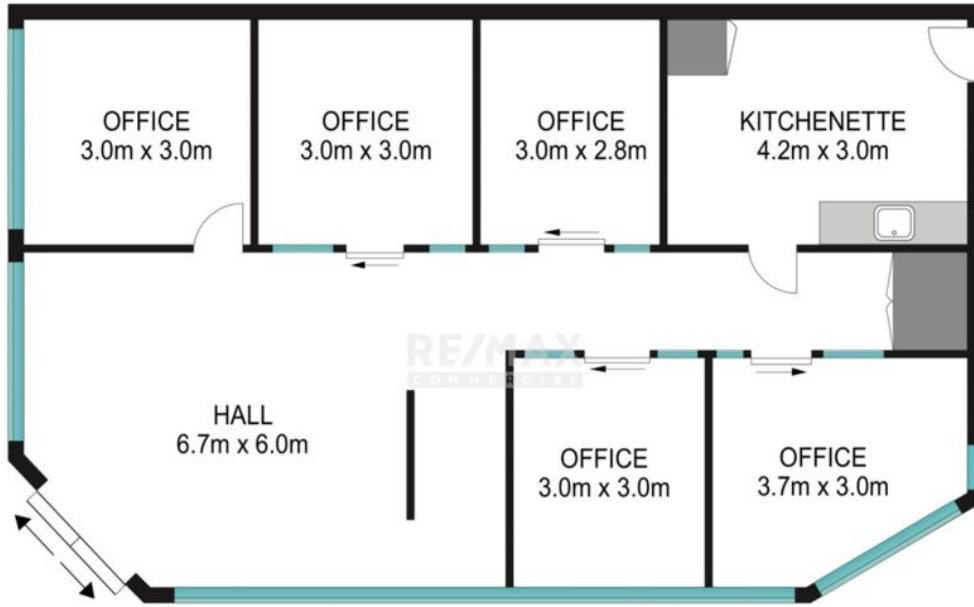 OFFICE
3.0m x 3.0m
OFFICE
3.0m x 3.0m
OFFICE
3.0m x 2.8m
KITCHENETTE
4.2m x 3.0m
RE/MAX
COMMERCIAL
HALL
6.7m x 6.0m
OFFICE
3.0m x 3.0m
OFFICE
3.7m x 3.0m